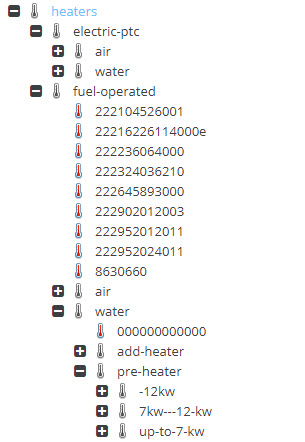 heaters
electric-ptc
air
water
fuel-operated
222104526001
22216226114000e
222236064000
222324036210
222645893000
222902012003
222952012011
222952024011
8630660
air
water
000000000000
add-heater
pre-heater
-12kw
7kw---12-kw
up-to-7-kw